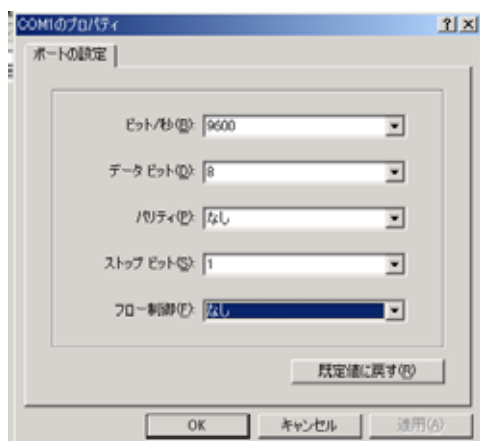 COM1のプロパティ
ポートの設定
ビット/秒(B): 9600
データ ビット(D): 8
パリティ(P): なし
ストップ ビット(S): 1
フロー制御(F): なし
既定値に戻す(R)
OK キャンセル 適用(A)